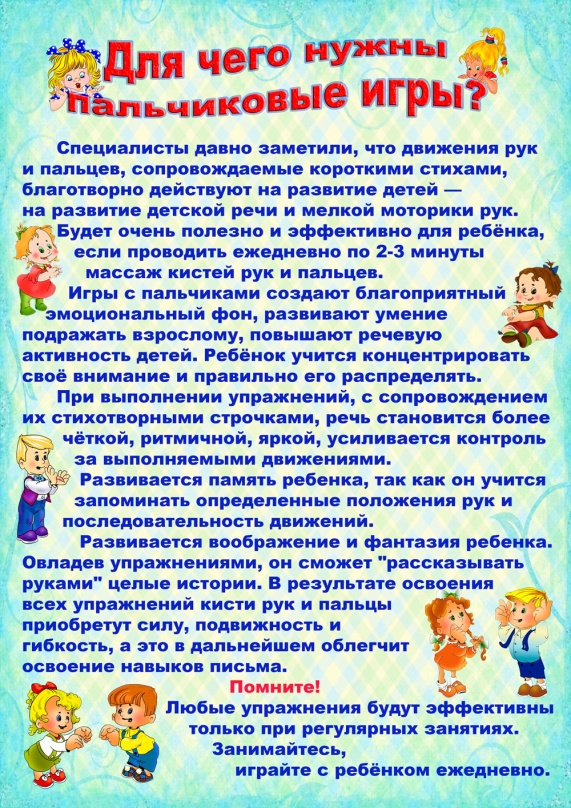 Для чего нужны
пальчиковые игры?
Специалисты давно заметили, что движения рук
и пальцев, сопровождаемые короткими стихами,
благотворно действуют на развитие детей —
на развитие детской речи и мелкой моторики рук.
Будет очень полезно и эффективно для ребёнка,
если проводить ежедневно по 2-3 минуты
массаж кистей рук и пальцев.
Игры с пальчиками создают благоприятный
эмоциональный фон, развивают умение
подражать взрослому, повышают речевую
активность детей. Ребёнок учится концентрировать
своё внимание и правильно его распределять.
При выполнении упражнений, с сопровождением
их стихотворными строчками, речь становится более
чёткой, ритмичной, яркой, усиливается контроль
за выполняемыми движениями.
Развивается память ребенка, так как он учится
запоминать определенные положения рук и
последовательность движений.
Развивается воображение и фантазия ребенка.
Овладев упражнениями, он сможет "рассказывать
руками" целые истории. В результате освоения
всех упражнений кисти рук и пальцы
приобретут силу, подвижность и
гибкость, а это в дальнейшем облегчит
освоение навыков письма.
Помните!
Любые упражнения будут эффективны
только при регулярных занятиях.
Занимайтесь,
играйте с ребёнком ежедневно.